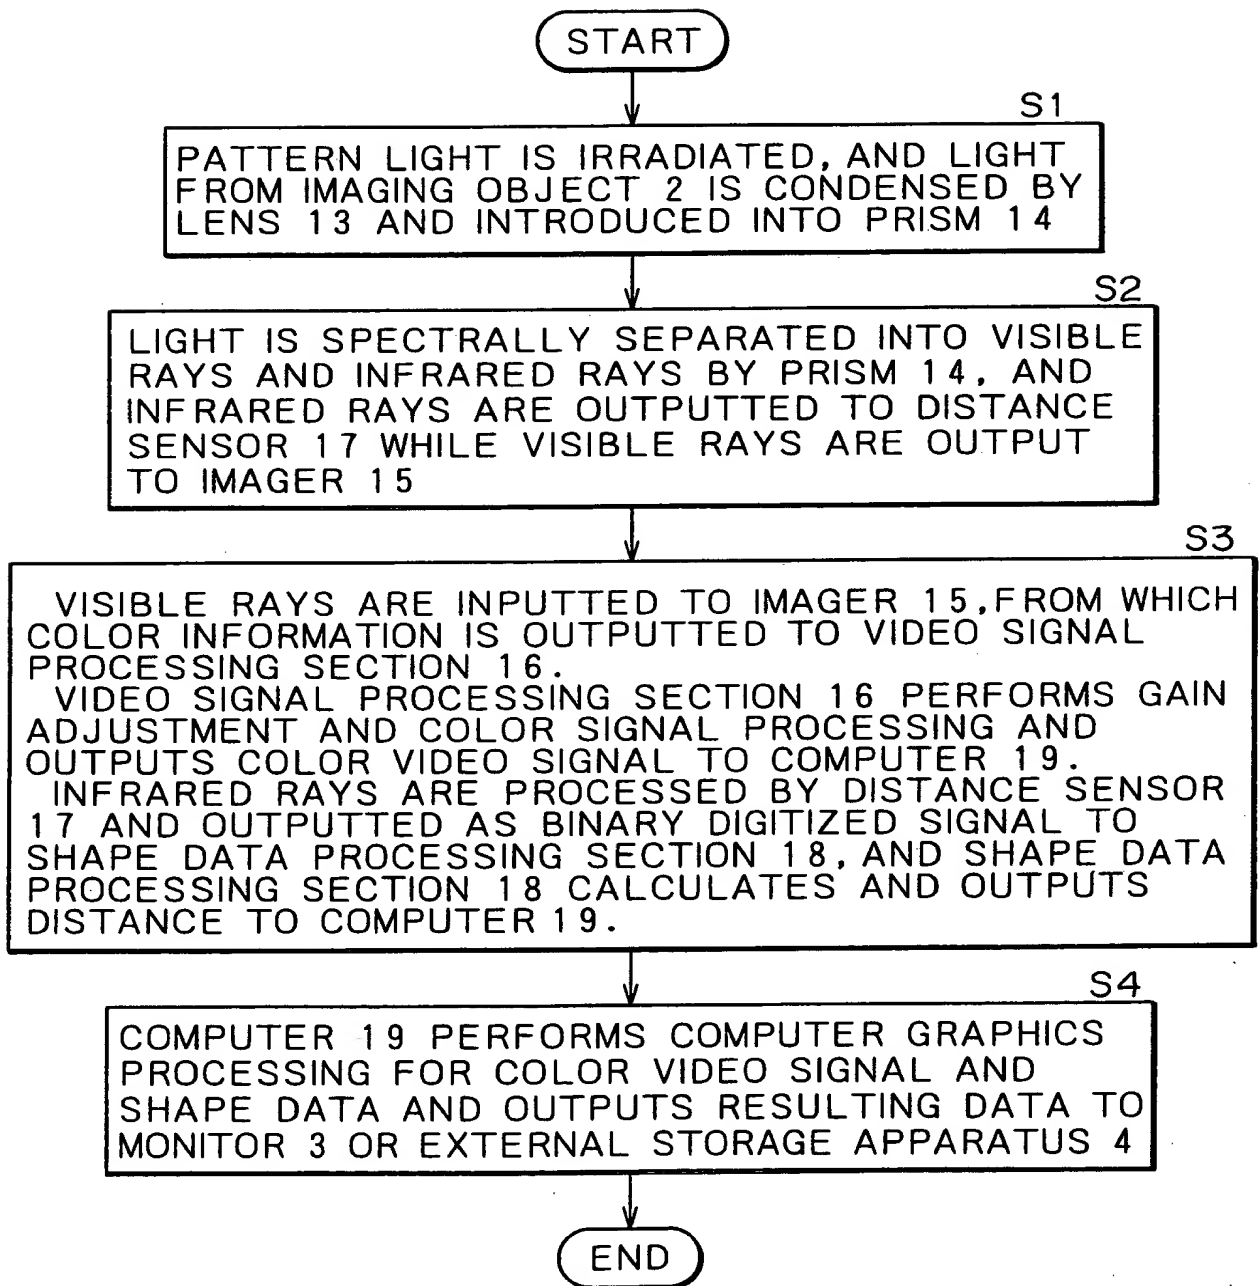 START
S1
PATTERN LIGHT IS IRRADIATED, AND LIGHT
FROM IMAGING OBJECT 2 IS CONDENSED BY
LENS 13 AND INTRODUCED INTO PRISM 14
S2
LIGHT IS SPECTRALLY SEPARATED INTO VISIBLE
RAYS AND INFRARED RAYS BY PRISM 14, AND
INFRARED RAYS ARE OUTPUTTED TO DISTANCE
SENSOR 17 WHILE VISIBLE RAYS ARE OUTPUT
TO IMAGER 15
S3
VISIBLE RAYS ARE INPUTTED TO IMAGER 15, FROM WHICH
COLOR INFORMATION IS OUTPUTTED TO VIDEO SIGNAL
PROCESSING SECTION 16.
VIDEO SIGNAL PROCESSING SECTION 16 PERFORMS GAIN
ADJUSTMENT AND COLOR SIGNAL PROCESSING AND
OUTPUTS COLOR VIDEO SIGNAL TO COMPUTER 19.
INFRARED RAYS ARE PROCESSED BY DISTANCE SENSOR
17 AND OUTPUTTED AS BINARY DIGITIZED SIGNAL TO
SHAPE DATA PROCESSING SECTION 18, AND SHAPE DATA
PROCESSING SECTION 18 CALCULATES AND OUTPUTS
DISTANCE TO COMPUTER 19.
S4
COMPUTER 19 PERFORMS COMPUTER GRAPHICS
PROCESSING FOR COLOR VIDEO SIGNAL AND
SHAPE DATA AND OUTPUTS RESULTING DATA TO
MONITOR 3 OR EXTERNAL STORAGE APPARATUS 4
END